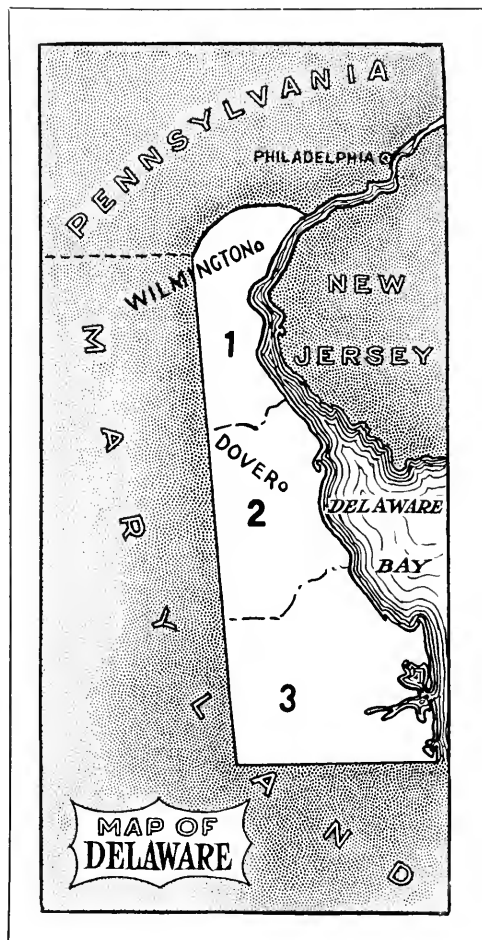 PENNSYLVANIA
PHILADELPHIA
WILMINGTON
NEW
JERSEY
MARYLAND
1
DOVER
2
DELAWARE
BAY
3
MAP OF
DELAWARE